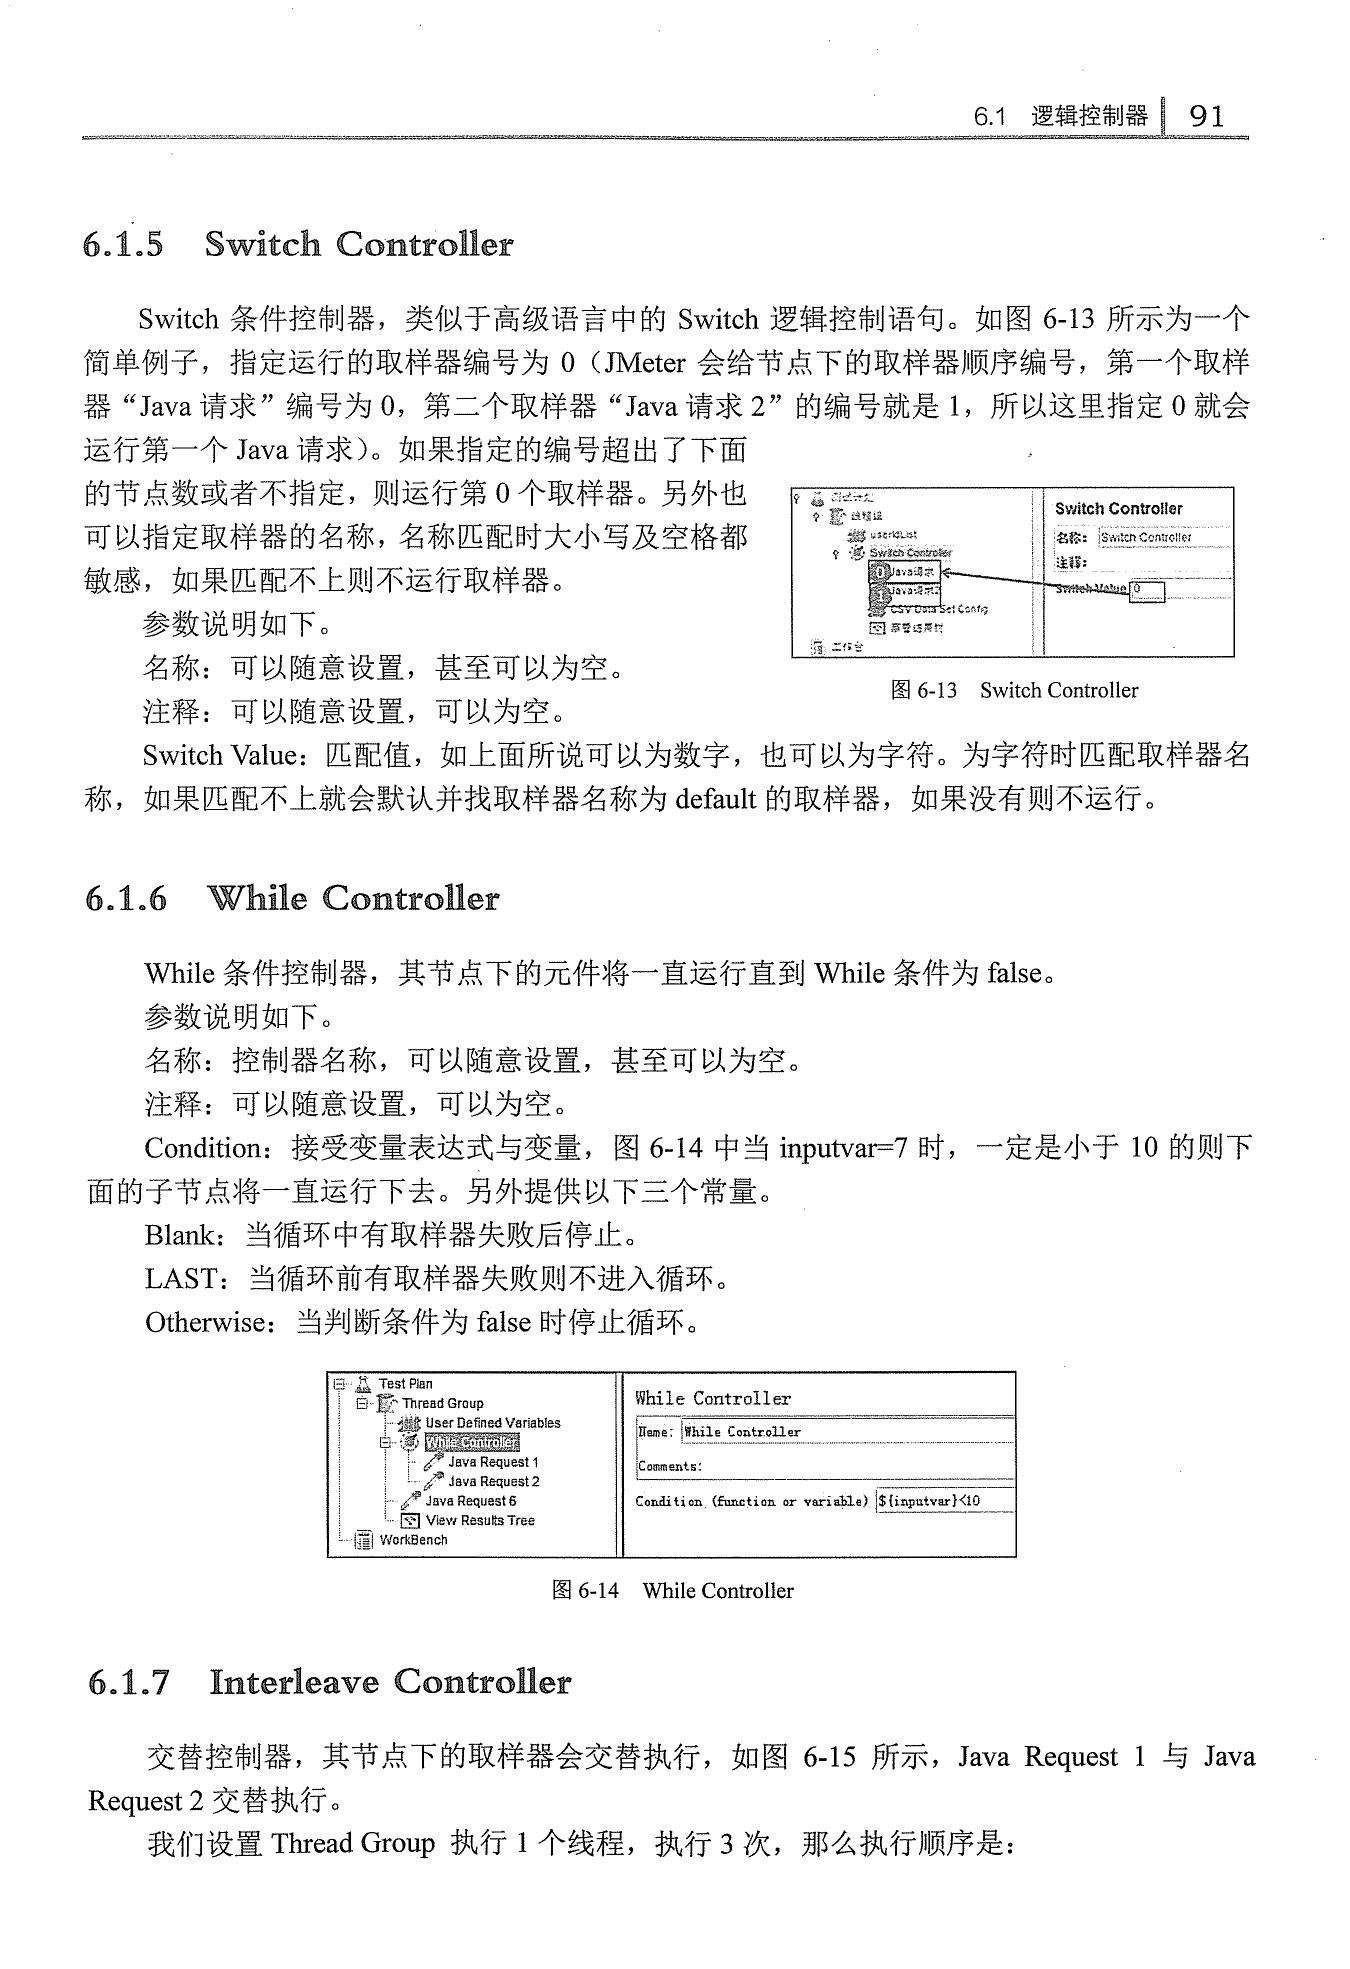 6.1 逻辑控制器 91
6.1.5 Switch Controller
Switch 条件控制器，类似于高级语言中的 Switch 逻辑控制语句。如图 6-13 所示为一个
简单例子，指定运行的取样器编号为 0（JMeter 会给节点下的取样器顺序编号，第一个取样
器“Java 请求”编号为 0，第二个取样器“Java 请求 2”的编号就是 1，所以这里指定 0 就会
运行第一个 Java 请求）。如果指定的编号超出了下面
的节点数或者不指定，则运行第 0 个取样器。另外也
可以指定取样器的名称，名称匹配时大小写及空格都
敏感，如果匹配不上则不运行取样器。
参数说明如下。
名称：可以随意设置，甚至可以为空。
注释：可以随意设置，可以为空。
线程组
Switch Controller
0 Java请求
1 Java请求2
CSV Data Set Config
工作台
Switch Controller
名称: Switch Controller
注释:
Switch Value 0
图 6-13 Switch Controller
Switch Value：匹配值，如上面所说可以为数字，也可以为字符。为字符时匹配取样器名
称，如果匹配不上就会默认并找取样器名称为 default 的取样器，如果没有则不运行。
6.1.6 While Controller
While 条件控制器，其节点下的元件将一直运行直到 While 条件为 false。
参数说明如下。
名称：控制器名称，可以随意设置，甚至可以为空。
注释：可以随意设置，可以为空。
Condition：接受变量表达式与变量，图 6-14 中当 inputvar=7 时，一定是小于 10 的则下
面的子节点将一直运行下去。另外提供以下三个常量。
Blank：当循环中有取样器失败后停止。
LAST：当循环前有取样器失败则不进入循环。
Otherwise：当判断条件为 false 时停止循环。
Test Plan
Thread Group
User Defined Variables
While Controller
Java Request 1
Java Request 2
Java Request 6
View Results Tree
WorkBench
While Controller
Name: While Controller
Comments:
Condition (function or variable) ${inputvar}<10
图 6-14 While Controller
6.1.7 Interleave Controller
交替控制器，其节点下的取样器会交替执行，如图 6-15 所示，Java Request 1 与 Java
Request 2 交替执行。
我们设置 Thread Group 执行 1 个线程，执行 3 次，那么执行顺序是：